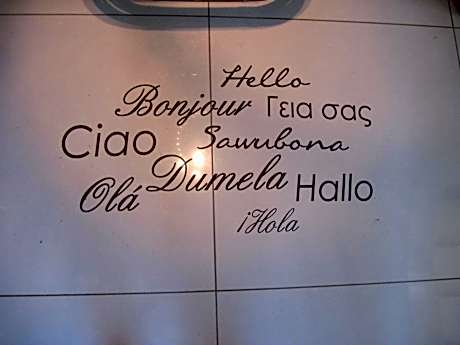 Hello
Bonjour Γεια σας
Ciao Sawubona
Olá Dumela Hallo
¡Hola